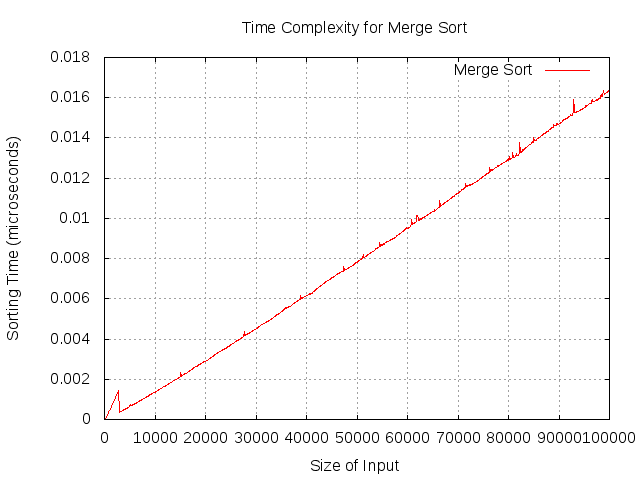 Time Complexity for Merge Sort
0.018
0.016
0.014
0.012
0.01
0.008
0.006
0.004
0.002
0
Merge Sort
Sorting Time (microseconds)
0 10000 20000 30000 40000 50000 60000 70000 80000 90000 100000
Size of Input